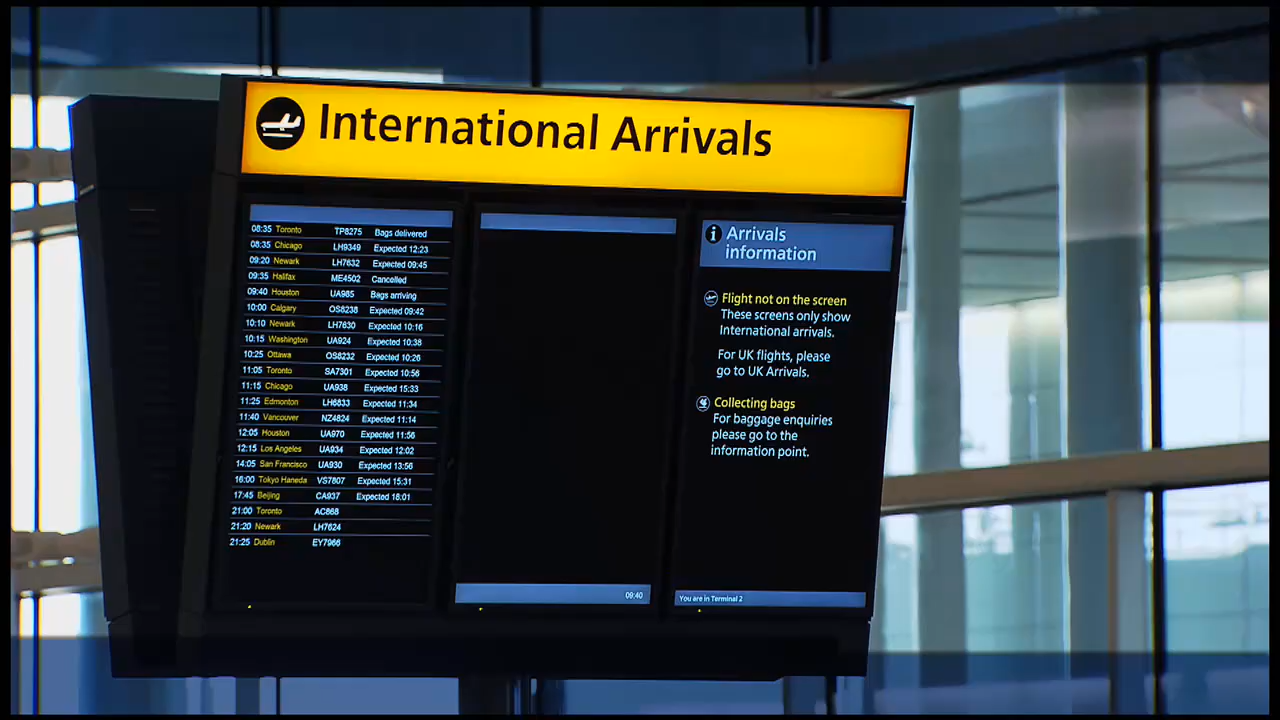 International Arrivals
08:35 Toronto TP8275 Bags delivered
08:35 Chicago LH9349 Expected 12:23
09:20 Newark LH7632 Expected 09:45
09:35 Halifax ME4502 Cancelled
09:40 Houston UA985 Bags arriving
10:00 Calgary OS8238 Expected 09:42
10:10 Newark LH7630 Expected 10:16
10:15 Washington UA924 Expected 10:38
10:25 Ottawa OS8232 Expected 10:26
11:05 Toronto SA7301 Expected 10:56
11:15 Chicago UA938 Expected 15:33
11:25 Edmonton LH6833 Expected 11:34
11:40 Vancouver NZ4824 Expected 11:14
12:05 Houston UA970 Expected 11:56
12:15 Los Angeles UA934 Expected 12:02
14:05 San Francisco UA930 Expected 13:56
16:00 Tokyo Haneda VS7807 Expected 15:31
17:45 Beijing CA937 Expected 18:01
21:00 Toronto AC868
21:20 Newark LH7624
21:25 Dublin EY7966
09:40
Arrivals
information
Flight not on the screen
These screens only show
International arrivals.
For UK flights, please
go to UK Arrivals.
Collecting bags
For baggage enquiries
please go to the
information point.
You are in Terminal 2